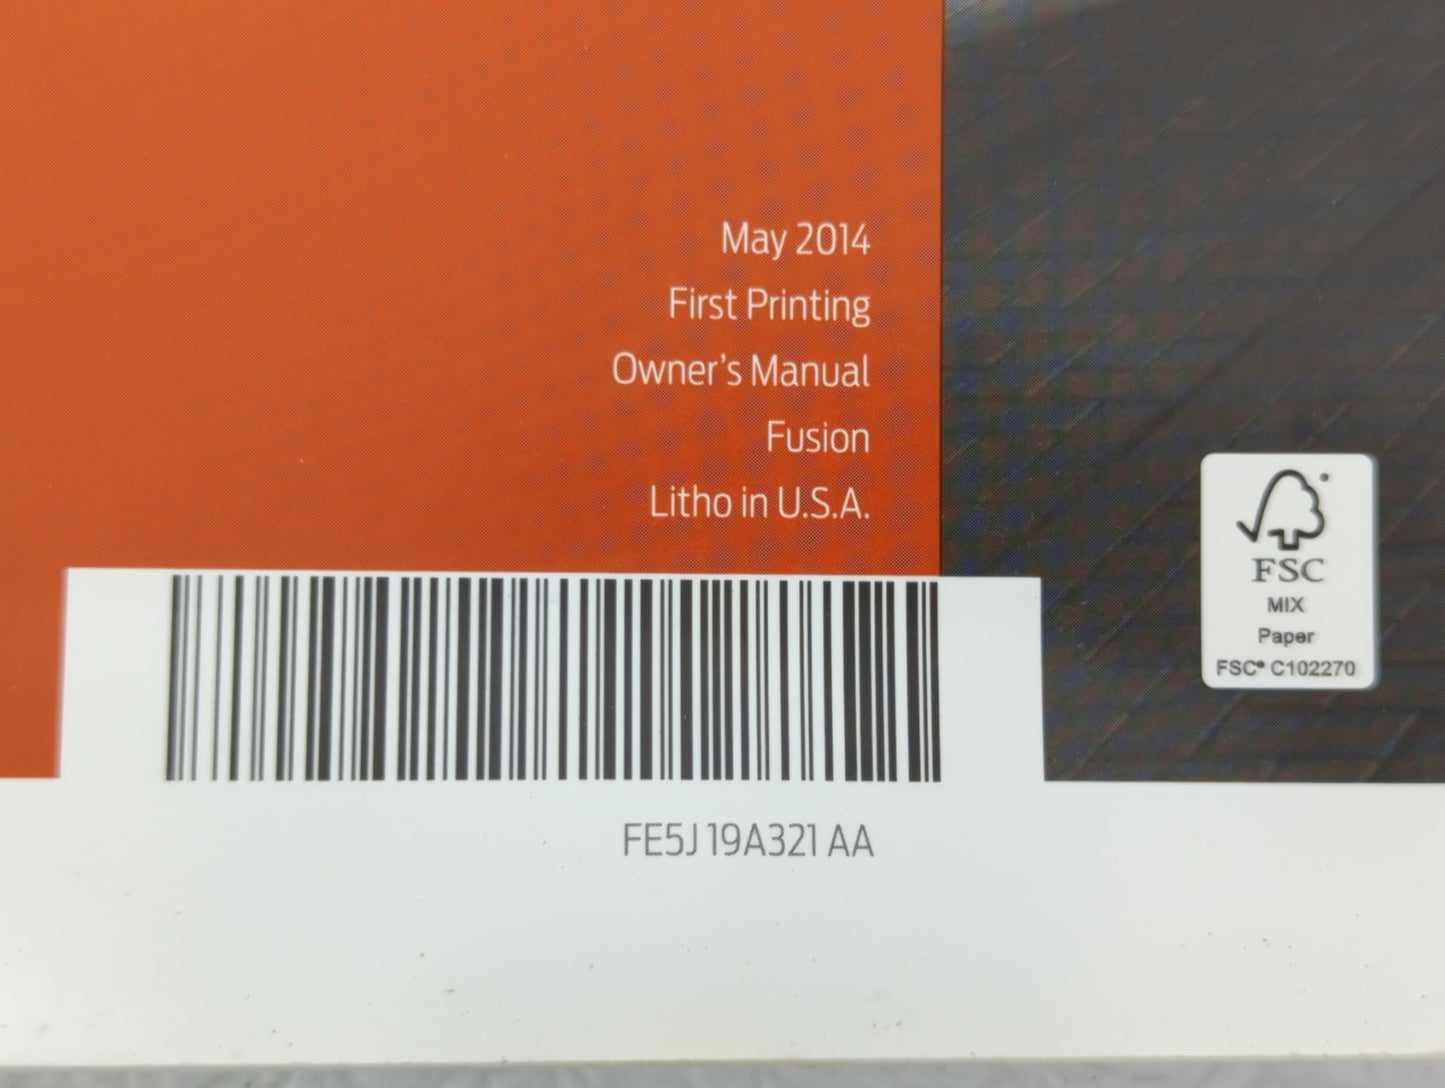 May 2014
First Printing
Owner's Manual
Fusion
Litho in U.S.A.
FSC
MIX
Paper
FSC® C102270
FE5J 19A321 AA